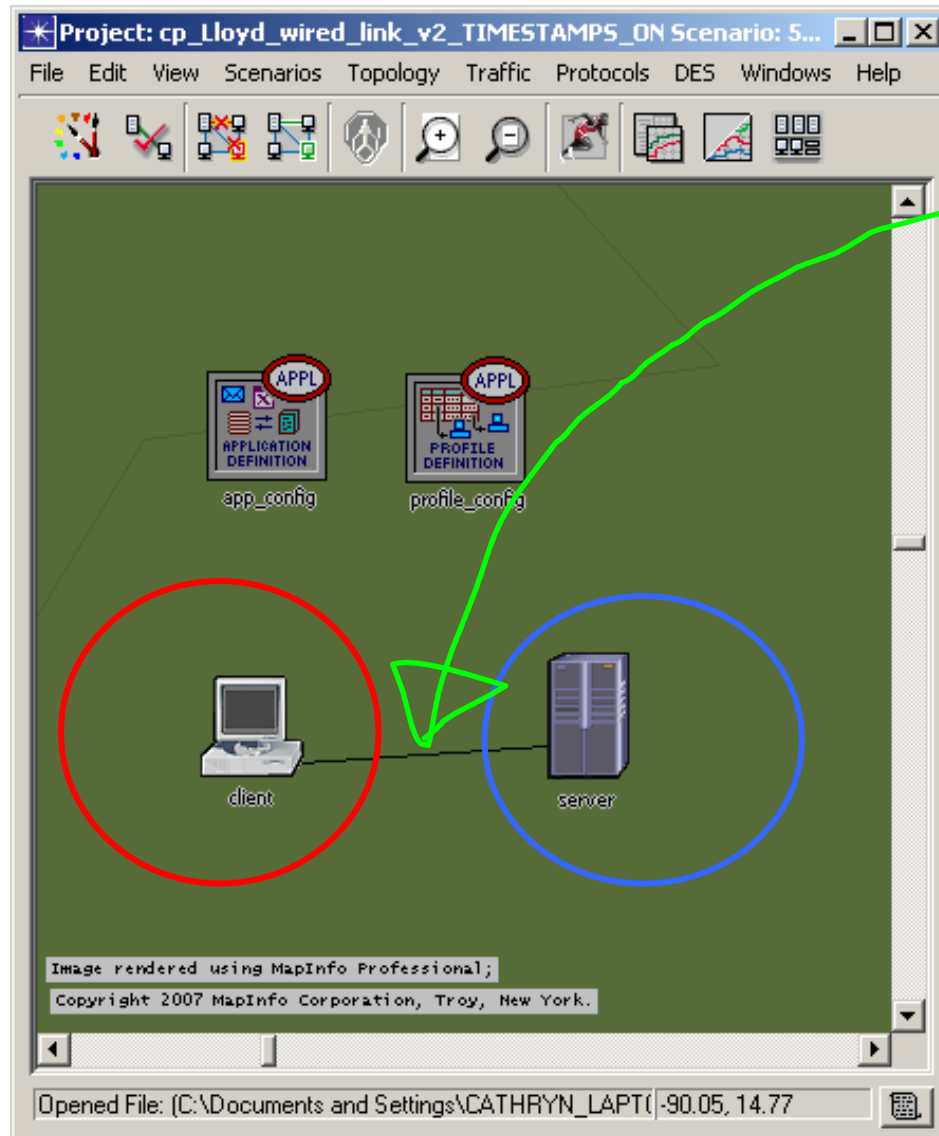 Project: cp_Lloyd_wired_link_v2_TIMESTAMPS_ON Scenario: 5...
File Edit View Scenarios Topology Traffic Protocols DES Windows Help
APPL
APPLICATION
DEFINITION
app_config
APPL
PROFILE
DEFINITION
profile_config
client
server
Image rendered using MapInfo Professional;
Copyright 2007 MapInfo Corporation, Troy, New York.
Opened File: (C:\Documents and Settings\CATHRYN_LAPT( -90.05, 14.77